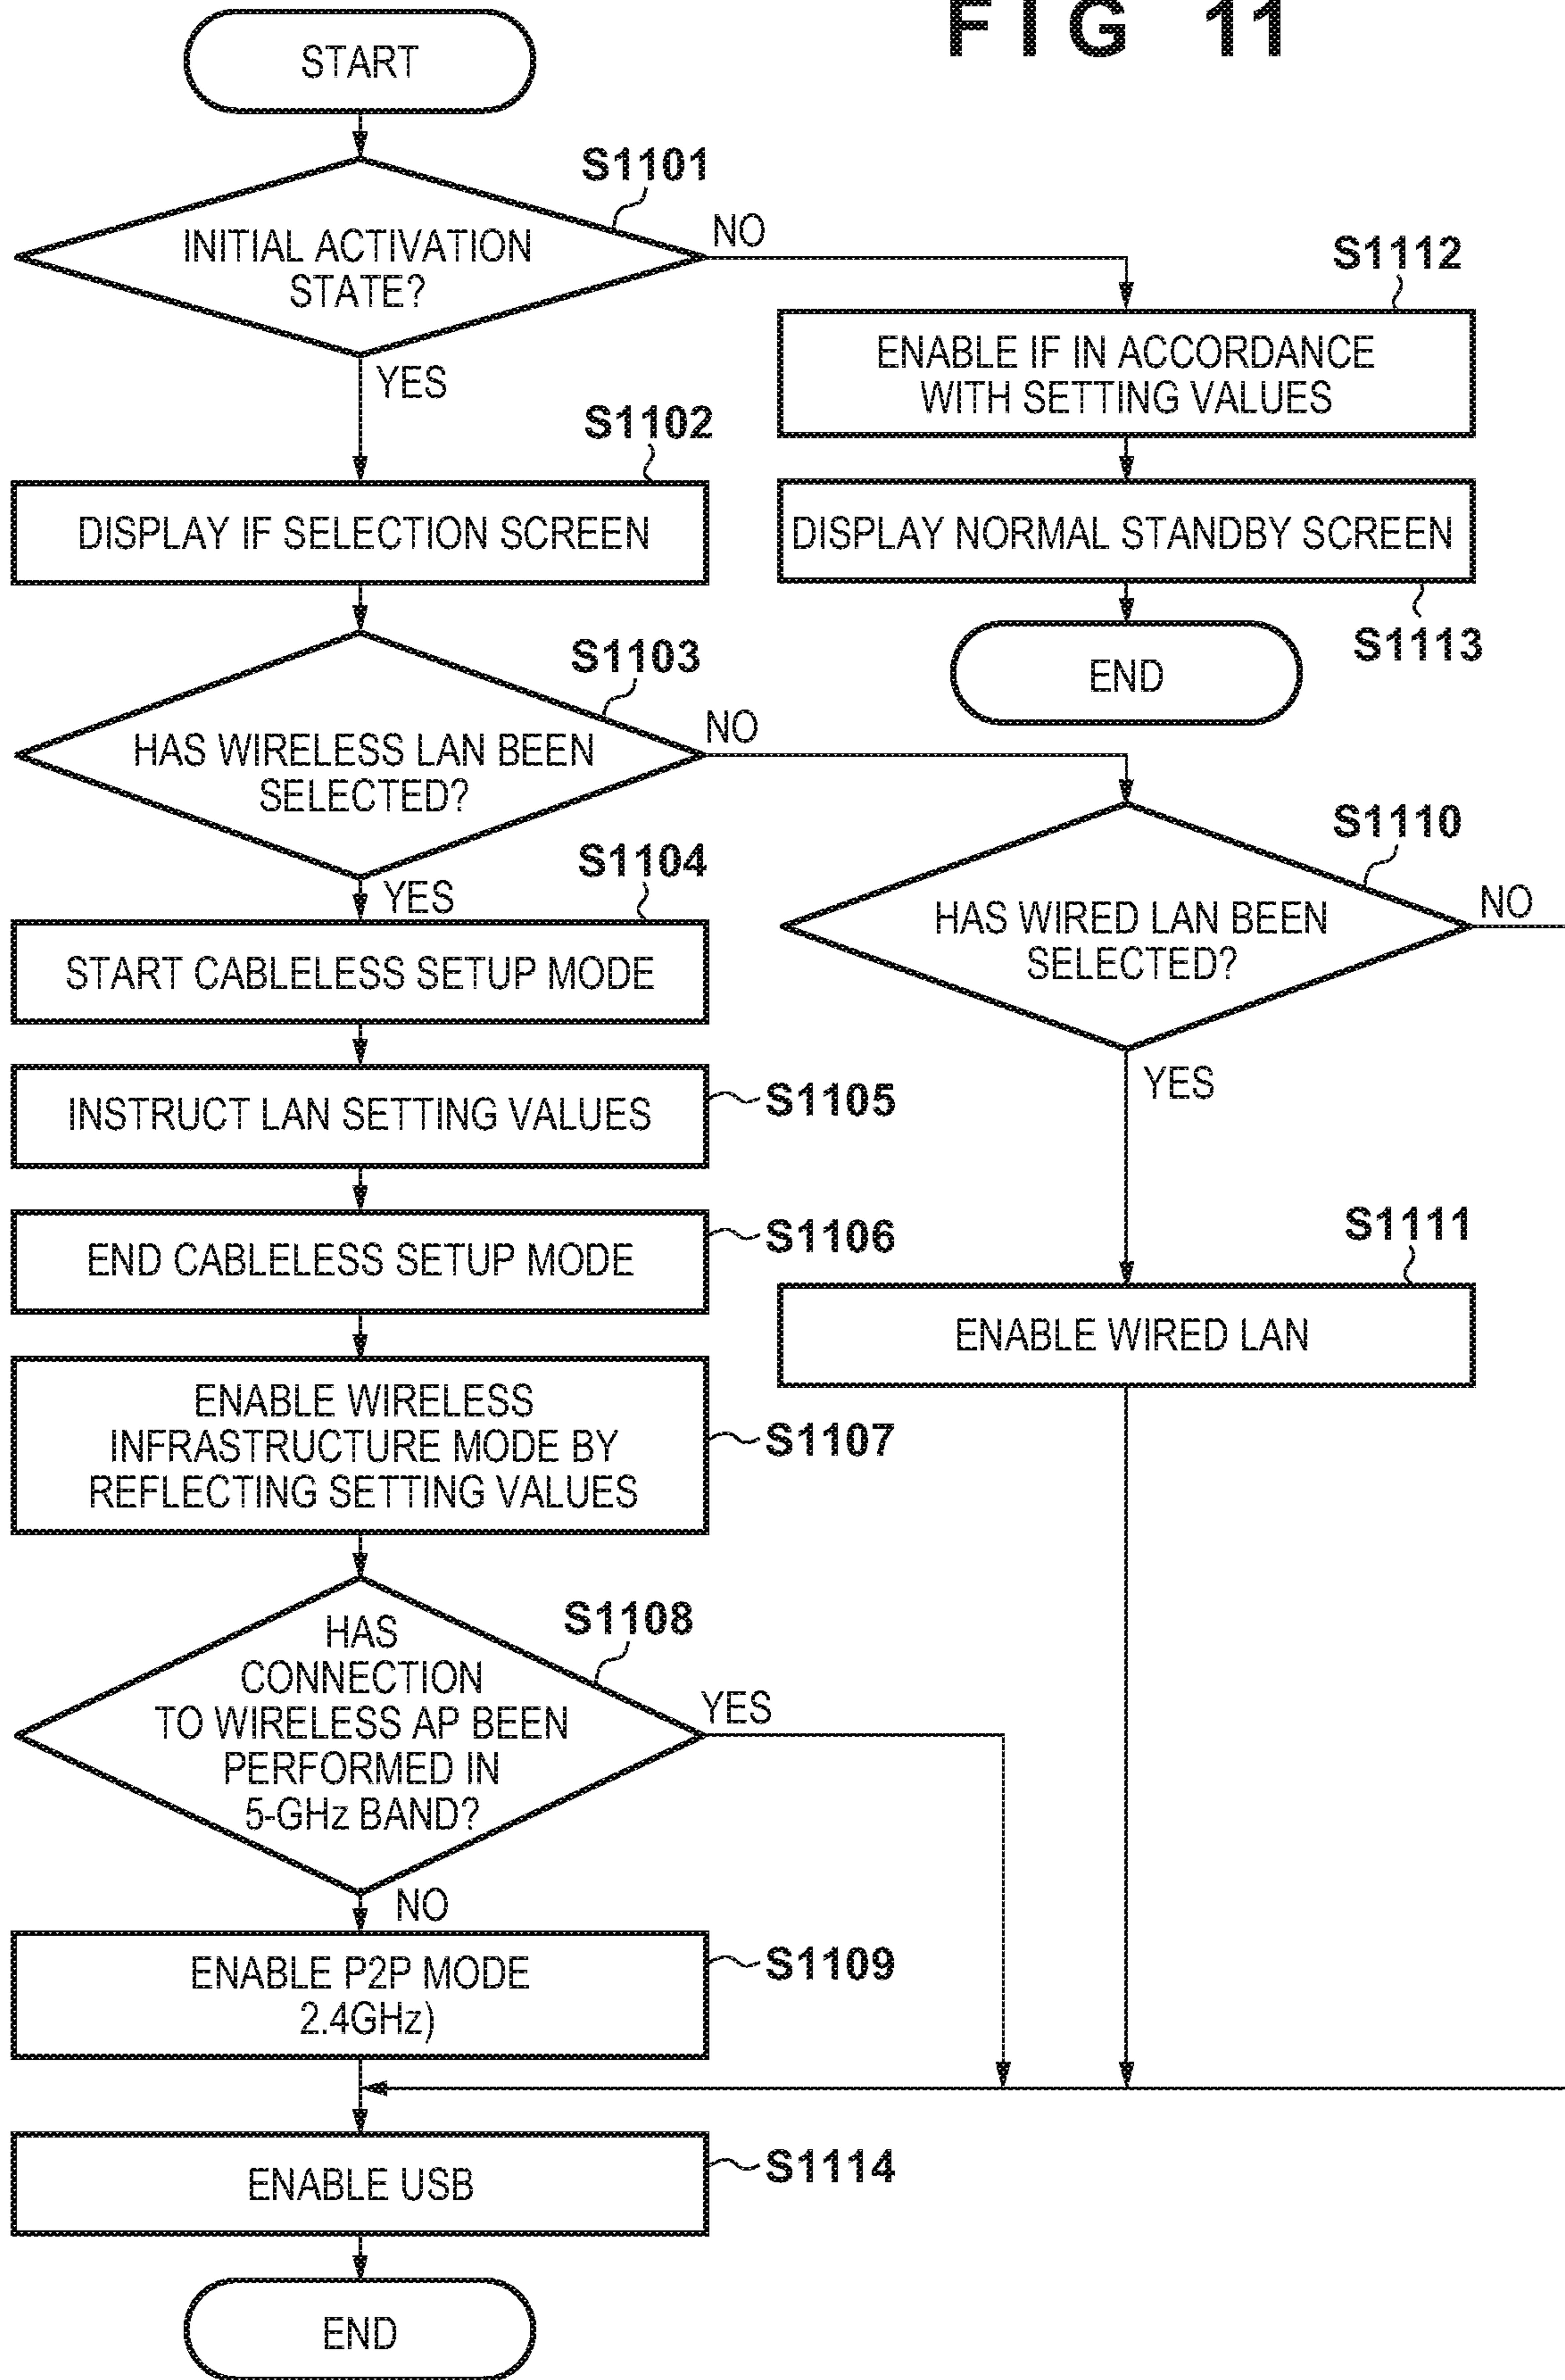 FIG 11
START
S1101
INITIAL ACTIVATION
STATE?
NO
YES
S1112
ENABLE IF IN ACCORDANCE
WITH SETTING VALUES
S1102
DISPLAY IF SELECTION SCREEN
DISPLAY NORMAL STANDBY SCREEN
S1113
END
S1103
HAS WIRELESS LAN BEEN
SELECTED?
NO
YES
S1110
HAS WIRED LAN BEEN
SELECTED?
NO
YES
S1104
START CABLELESS SETUP MODE
INSTRUCT LAN SETTING VALUES
S1105
END CABLELESS SETUP MODE
S1106
S1111
ENABLE WIRED LAN
ENABLE WIRELESS
INFRASTRUCTURE MODE BY
REFLECTING SETTING VALUES
S1107
S1108
HAS
CONNECTION
TO WIRELESS AP BEEN
PERFORMED IN
5-GHz BAND?
YES
NO
ENABLE P2P MODE
2.4GHz)
S1109
ENABLE USB
S1114
END